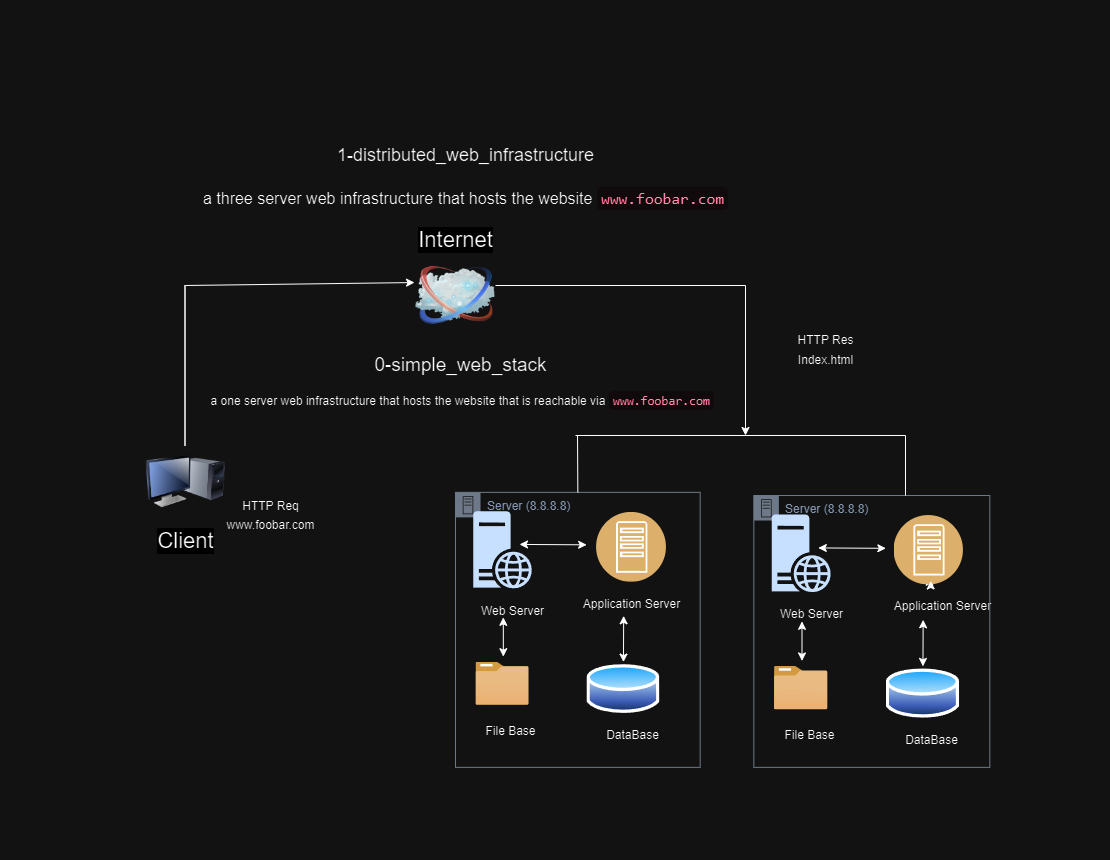 1-distributed_web_infrastructure
a three server web infrastructure that hosts the website www.foobar.com
Internet
HTTP Res
Index.html
0-simple_web_stack
a one server web infrastructure that hosts the website that is reachable via www.foobar.com
HTTP Req
www.foobar.com
Client
Server (8.8.8.8)
Server (8.8.8.8)
Web Server
Application Server
Web Server
Application Server
File Base
DataBase
File Base
DataBase